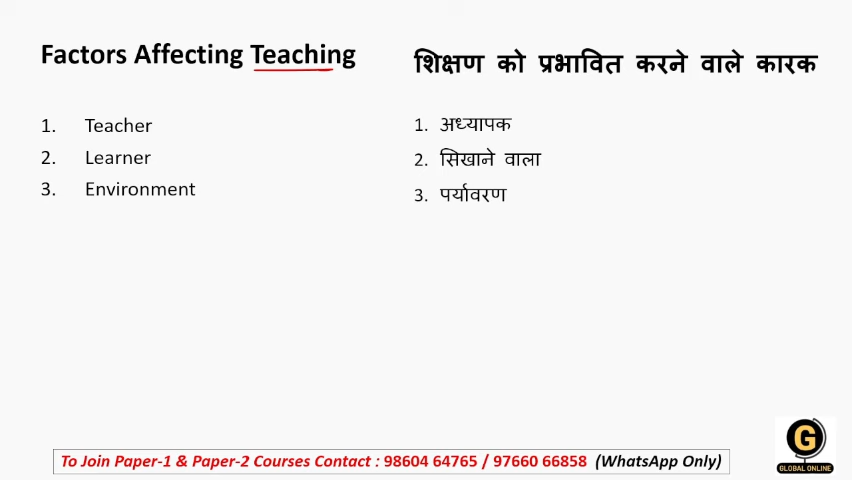 Factors Affecting Teaching
1. Teacher
2. Learner
3. Environment
शिक्षण को प्रभावित करने वाले कारक
1. अध्यापक
2. सिखाने वाला
3. पर्यावरण
G
GLOBAL ONLINE
To Join Paper-1 & Paper-2 Courses Contact : 98604 64765 / 97660 66858 (WhatsApp Only)